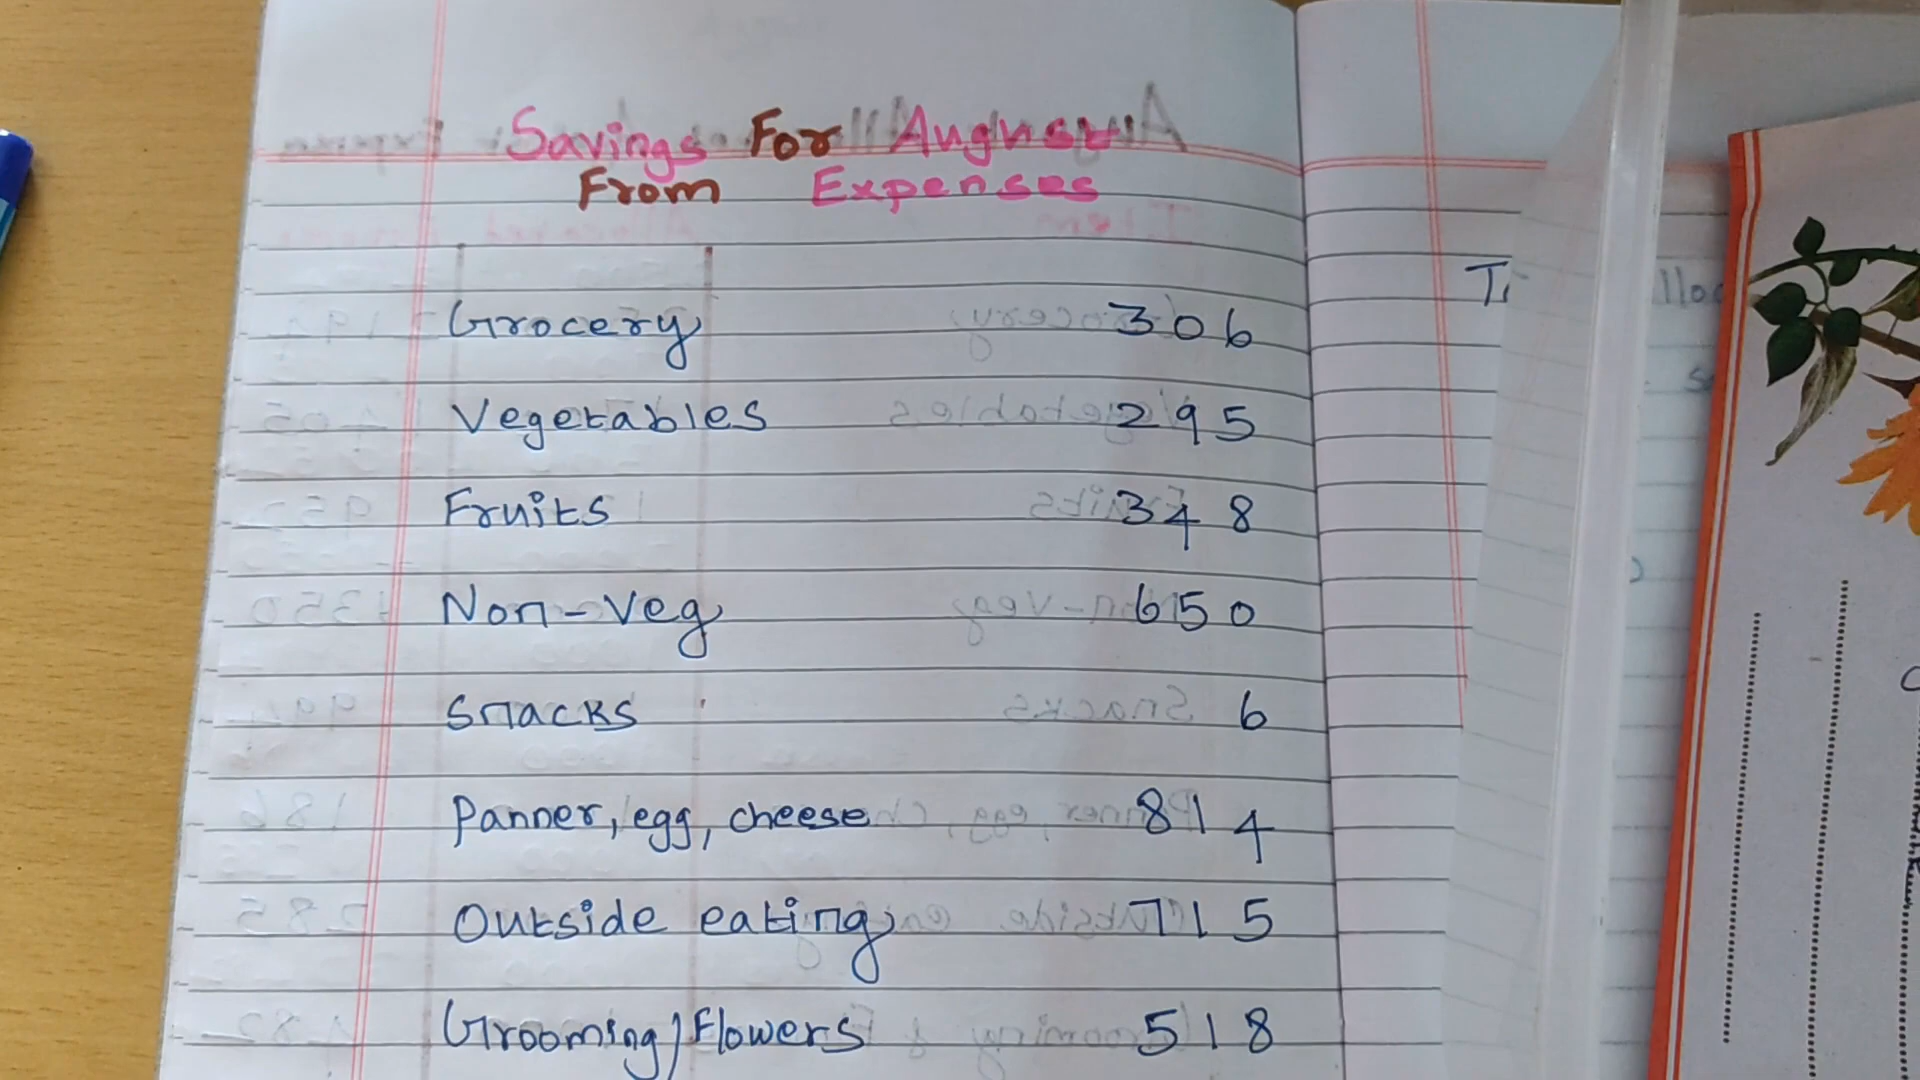 Savings For August
From Expenses
Grocery 306
Vegetables 295
Fruits 348
Non-Veg 650
Snacks 6
Panner, egg, cheese 814
Outside eating 715
Grooming/Flowers 518